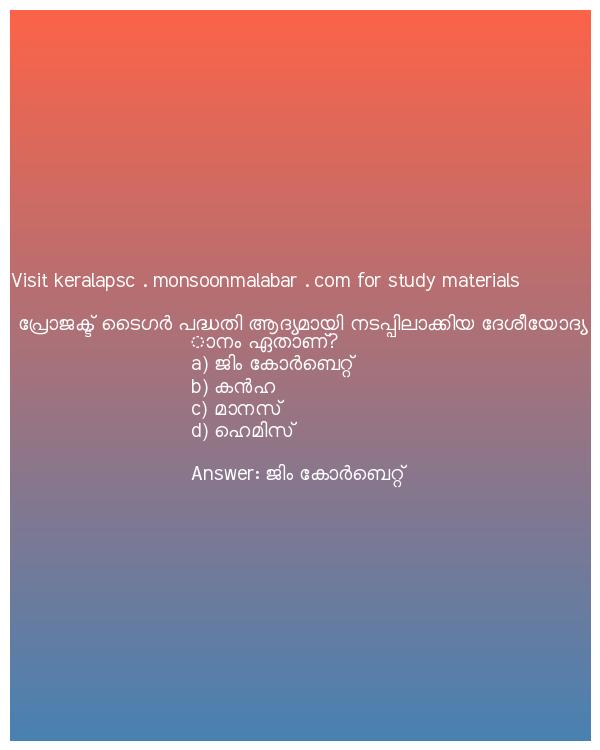 Visit keralapsc . monsoonmalabar . com for study materials
പ്രോജക്ട് ടൈഗർ പദ്ധതി ആദ്യമായി നടപ്പിലാക്കിയ ദേശീയോദ്യ
ാനം ഏതാണ്?
a) ജിം കോർബെറ്റ്
b) കൻഹ
c) മാനസ്
d) ഹെമിസ്
Answer: ജിം കോർബെറ്റ്